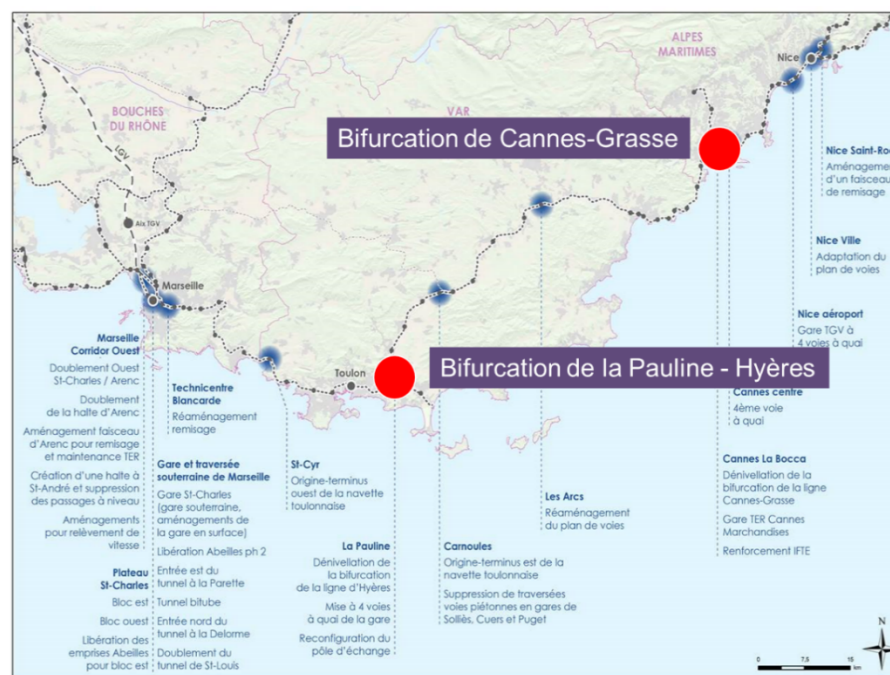 ALPES
MARITIMES
Nice
BOUCHES
DU RHÔNE
VAR
Bifurcation de Cannes-Grasse
LGV
Aix TGV
Marseille
Toulon
Bifurcation de la Pauline - Hyères
Nice Saint-Roch
Aménagement
d'un faisceau
de remisage
Nice Ville
Adaptation du
plan de voies
Nice aéroport
Gare TGV à
4 voies à quai
Cannes centre
4ème voie
à quai
Cannes La Bocca
Dénivellation de la
bifurcation de la ligne
Cannes-Grasse
Gare TER Cannes
Marchandises
Renforcement IFTE
Marseille
Corridor Ouest
Doublement Ouest
St-Charles / Arenc
Doublement
de la halte d'Arenc
Aménagement faisceau
d'Arenc pour remisage
et maintenance TER
Création d'une halte à
St-André et suppression
des passages à niveau
Aménagements
pour relèvement de
vitesse
Plateau
St-Charles
Bloc est
Bloc ouest
Libération des
emprises Abeilles
pour bloc est
Technicentre
Blancarde
Réaménagement
remisage
Gare et traversée
souterraine de Marseille
Gare St-Charles
(gare souterraine,
aménagements de
la gare en surface)
Libération Abeilles ph 2
Entrée est du
tunnel à la Parette
Tunnel bitube
Entrée nord du
tunnel à la Delorme
Doublement du
tunnel de St-Louis
St-Cyr
Origine-terminus
ouest de la navette
toulonnaise
La Pauline
Dénivellation de
la bifurcation
de la ligne d'Hyères
Mise à 4 voies
à quai de la gare
Reconfiguration du
pôle d'échange
Carnoules
Origine-terminus est de la
navette toulonnaise
Suppression de traversées
voies piétonnes en gares de
Solliès, Cuers et Puget
Les Arcs
Réaménagement
du plan de voies
N
0 7,5 15
km